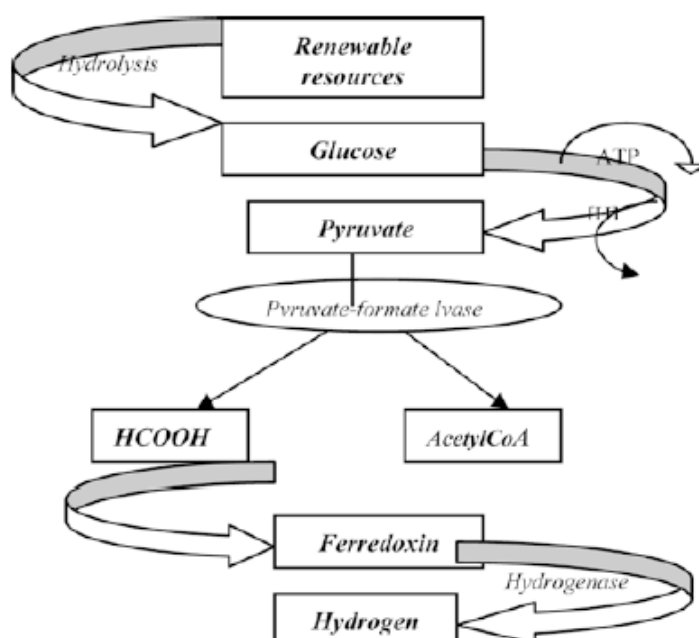 Renewable
resources
Hydrolysis
Glucose
ATP
[H]
Pyruvate
Pyruvate-formate lyase
HCOOH
AcetylCoA
Ferredoxin
Hydrogenase
Hydrogen